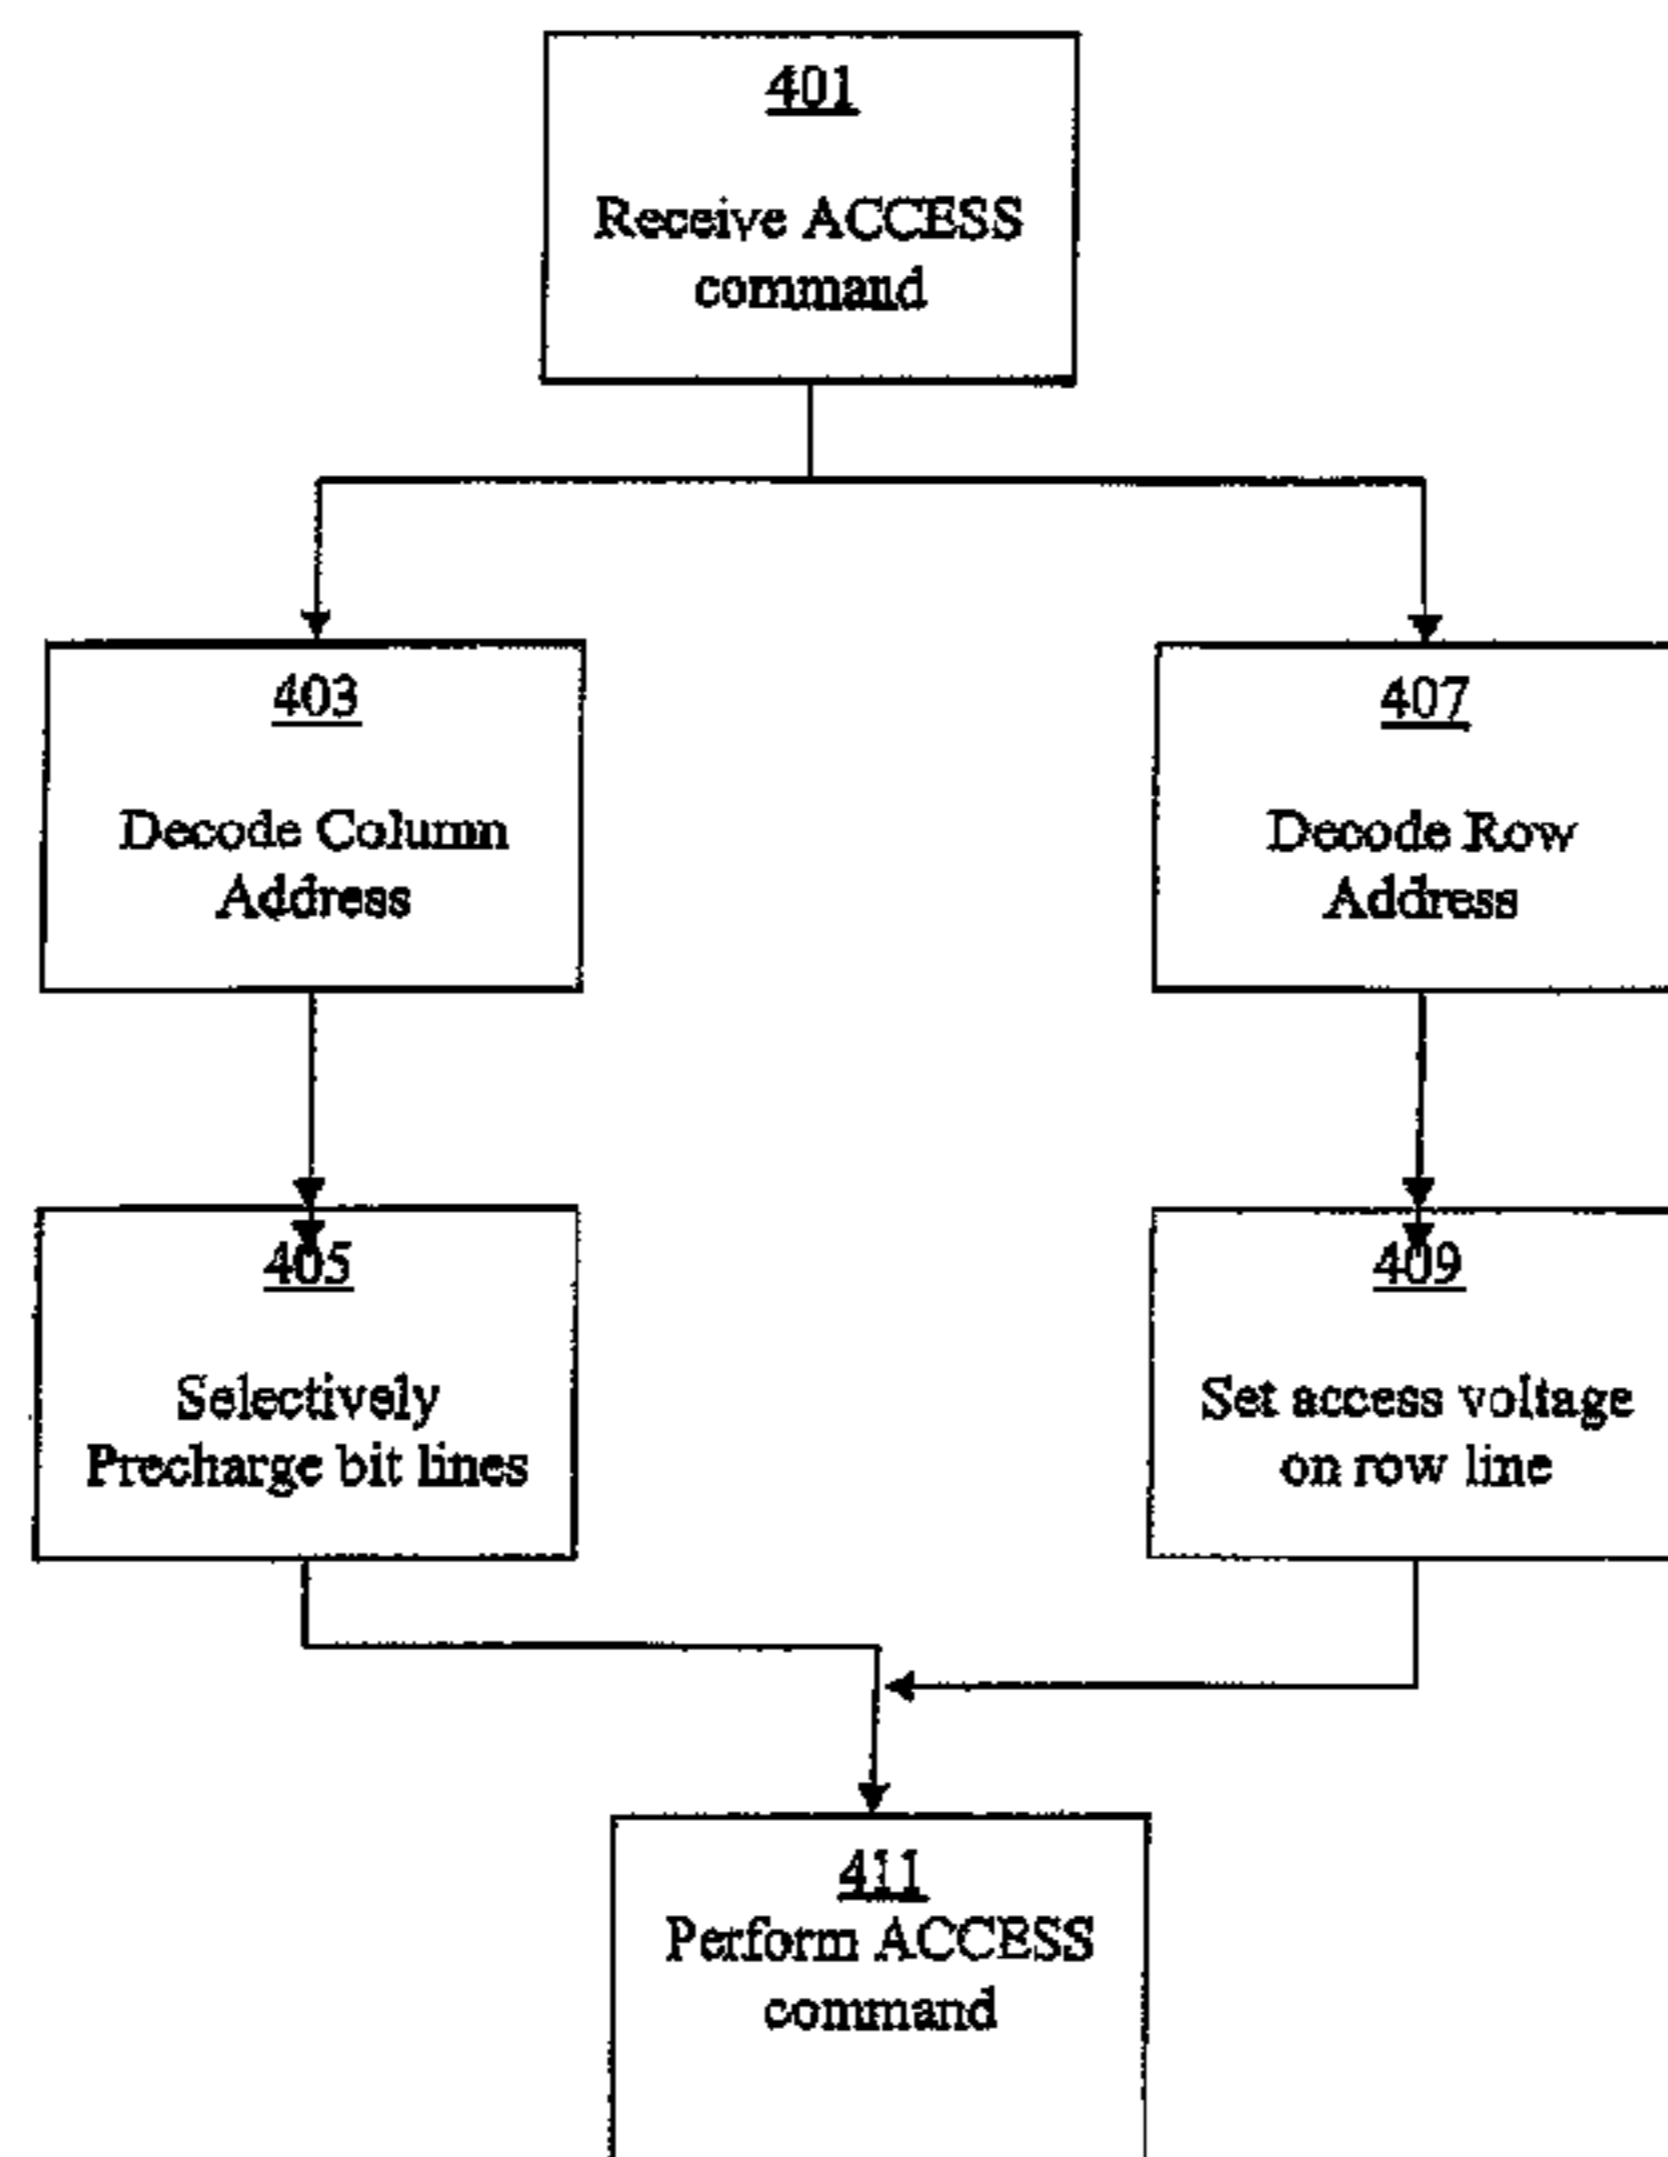 401
Receive ACCESS
command
403
Decode Column
Address
407
Decode Row
Address
405
Selectively
Precharge bit lines
409
Set access voltage
on row line
411
Perform ACCESS
command